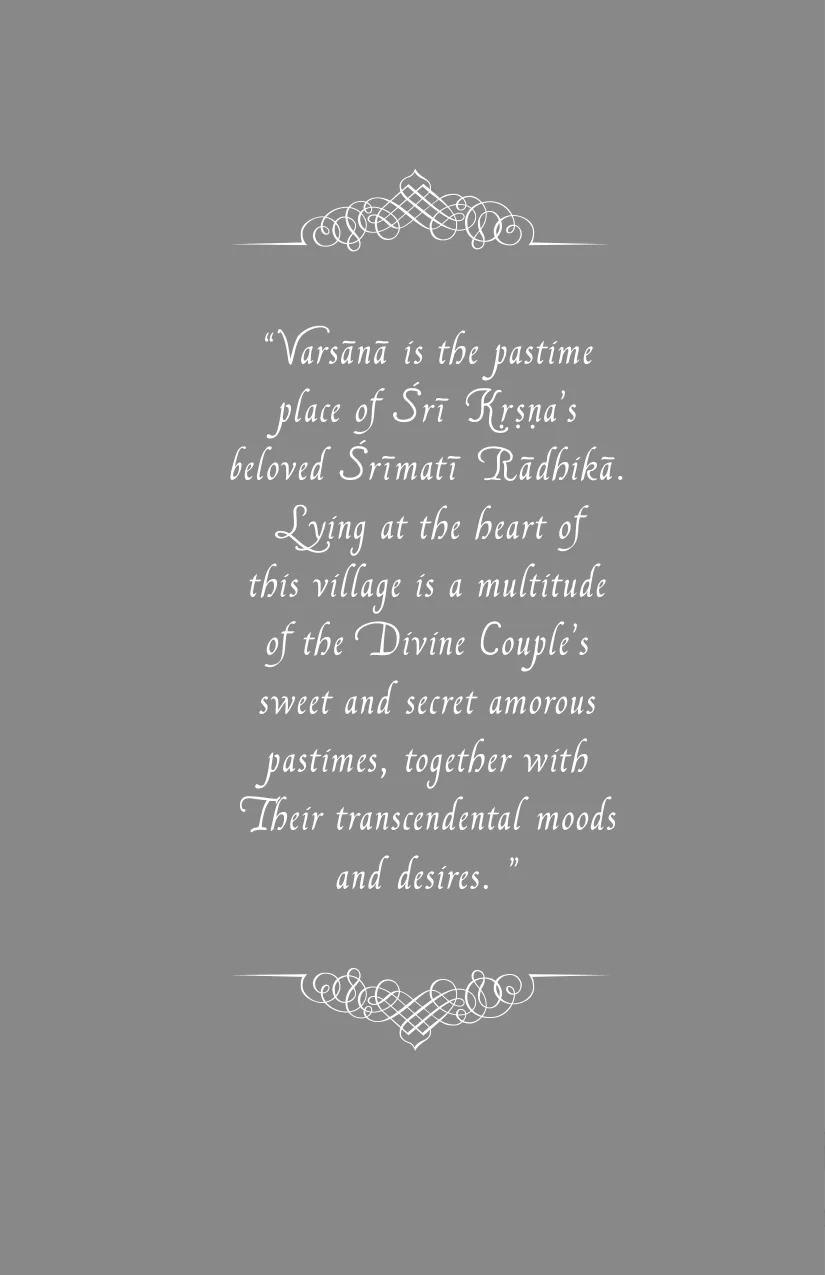 “Varsānā is the pastime
place of Śrī Kṛṣṇa’s
beloved Śrīmatī Rādhikā.
Lying at the heart of
this village is a multitude
of the Divine Couple’s
sweet and secret amorous
pastimes, together with
Their transcendental moods
and desires. ”